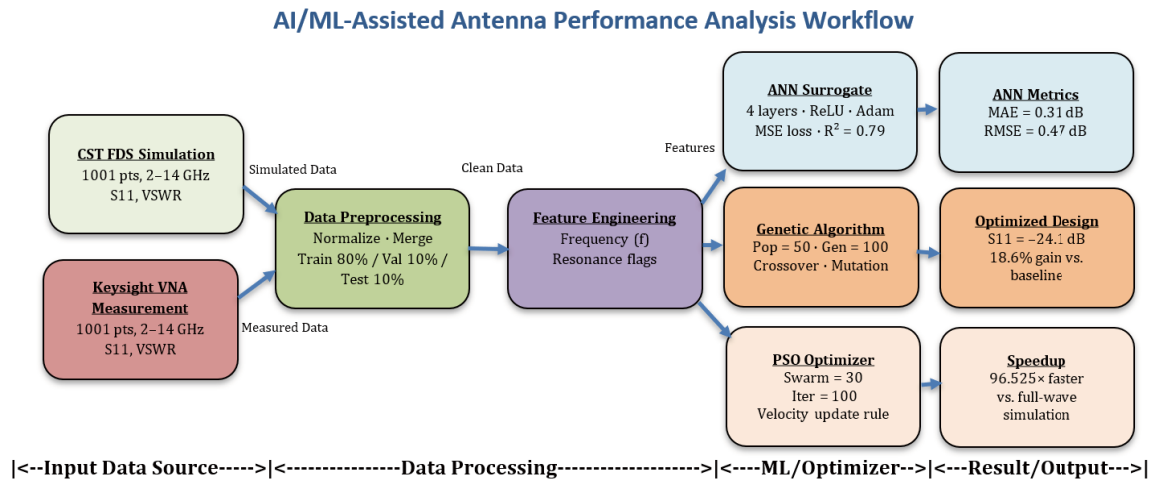 AI/ML-Assisted Antenna Performance Analysis Workflow
CST FDS Simulation
1001 pts, 2–14 GHz
S11, VSWR
Keysight VNA
Measurement
1001 pts, 2–14 GHz
S11, VSWR
Simulated Data
Measured Data
Data Preprocessing
Normalize · Merge
Train 80% / Val 10% /
Test 10%
Clean Data
Feature Engineering
Frequency (f)
Resonance flags
Features
ANN Surrogate
4 layers · ReLU · Adam
MSE loss · R² = 0.79
ANN Metrics
MAE = 0.31 dB
RMSE = 0.47 dB
Genetic Algorithm
Pop = 50 · Gen = 100
Crossover · Mutation
Optimized Design
S11 = –24.1 dB
18.6% gain vs.
baseline
PSO Optimizer
Swarm = 30
Iter = 100
Velocity update rule
Speedup
96.525× faster
vs. full-wave
simulation
|<--Input Data Source----->|<--------------Data Processing------------------->|<----ML/Optimizer-->|<---Result/Output--->|